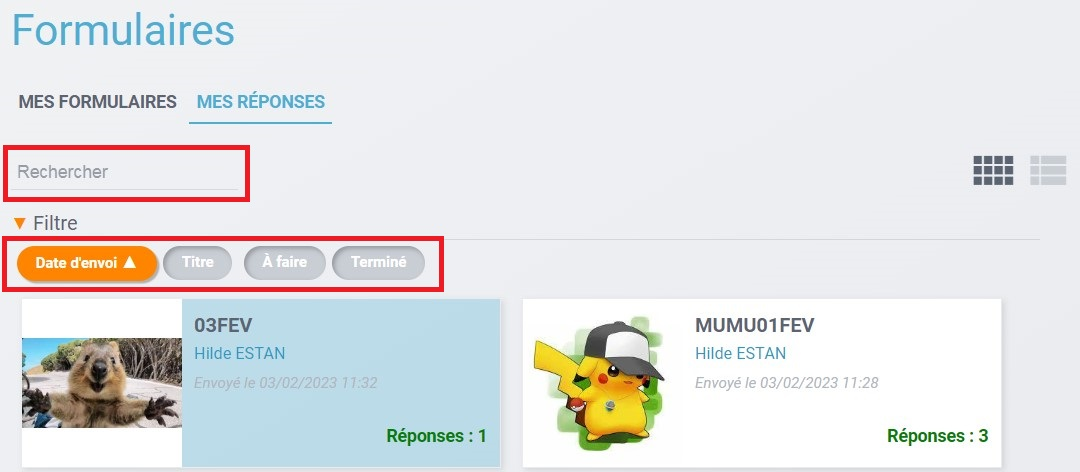 Formulaires
MES FORMULAIRES MES RÉPONSES
Rechercher
▼ Filtre
Date d'envoi ▲ Titre À faire Terminé
03FEV
Hilde ESTAN
Envoyé le 03/02/2023 11:32
Réponses : 1
MUMU01FEV
Hilde ESTAN
Envoyé le 03/02/2023 11:28
Réponses : 3